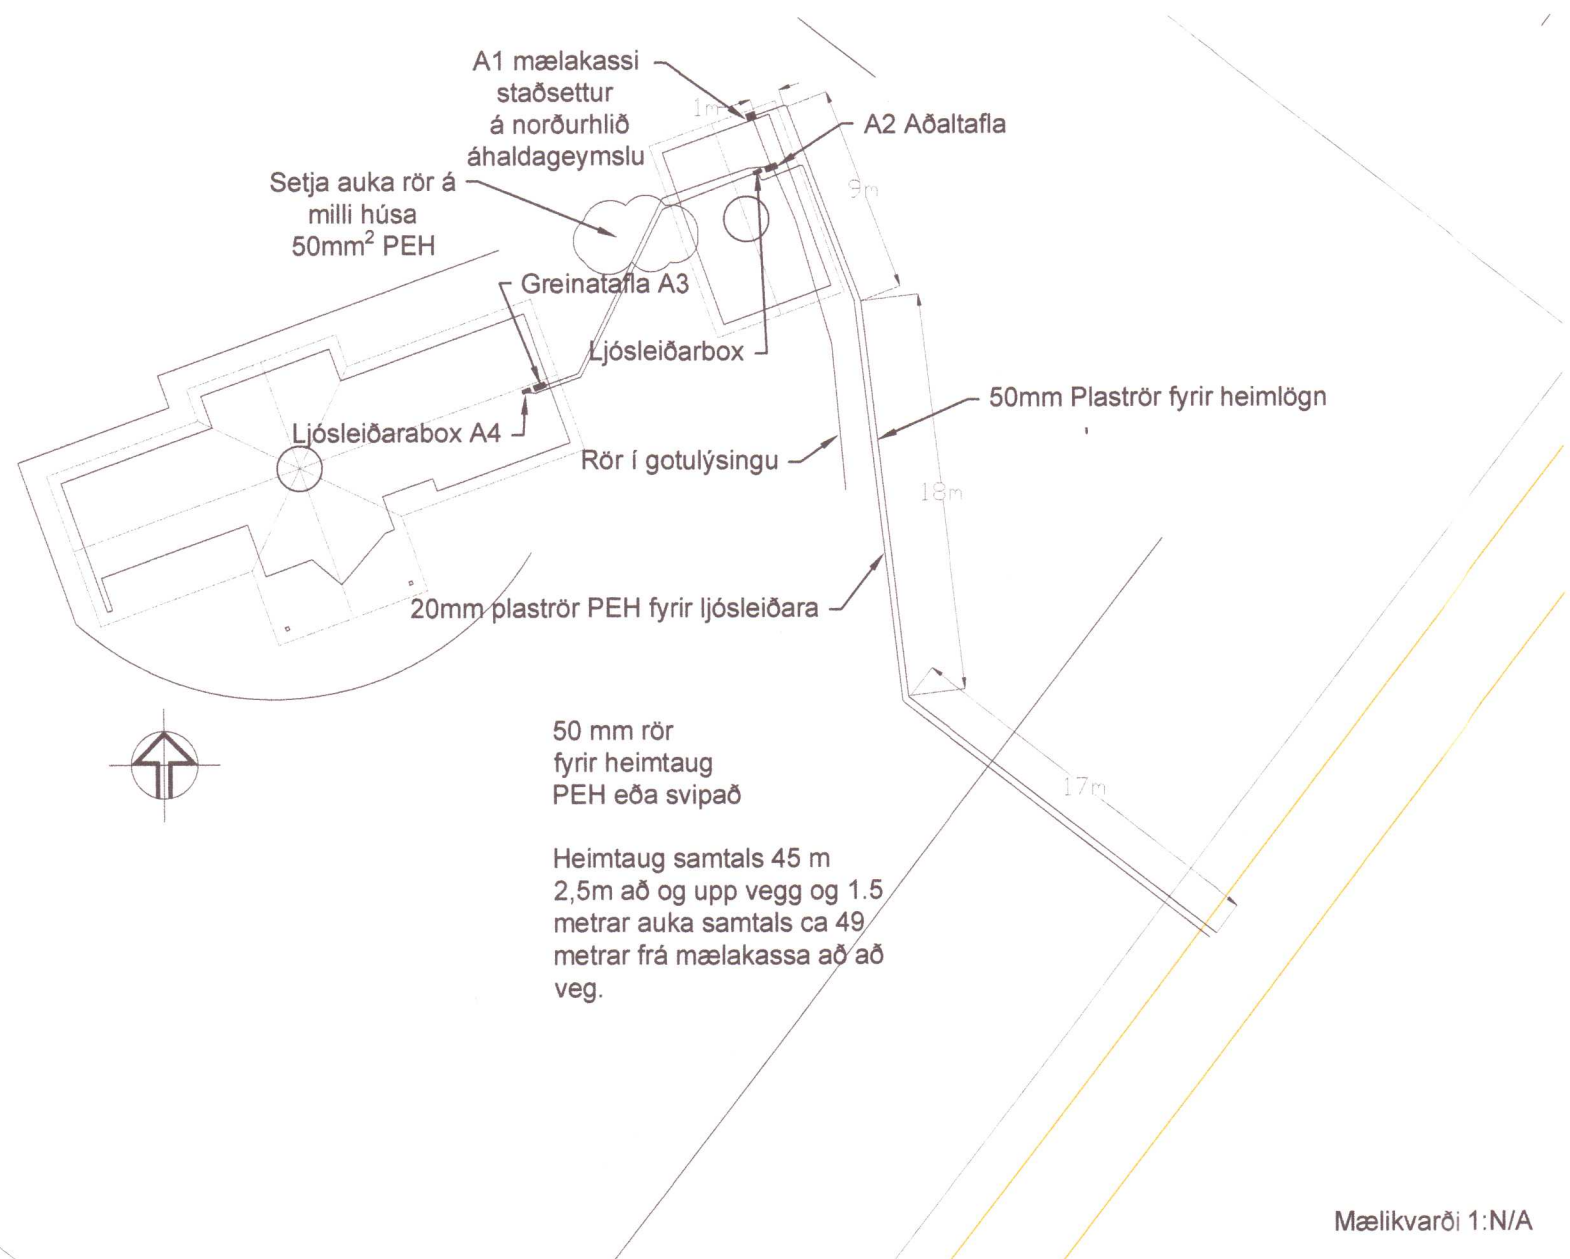 A1 mælakassi
staðsettur
á norðurhlið
áhaldageymslu
1m
A2 Aðaltafla
Setja auka rör á
milli húsa
50mm² PEH
9m
Greinatafla A3
Ljósleiðarbox
50mm Plaströr fyrir heimlögn
Ljósleiðarabox A4
Rör í gotulýsingu
18m
20mm plaströr PEH fyrir ljósleiðara
50 mm rör
fyrir heimtaug
PEH eða svipað
17m
Heimtaug samtals 45 m
2,5m að og upp vegg og 1.5
metrar auka samtals ca 49
metrar frá mælakassa að að
veg.
Mælikvarði 1:N/A